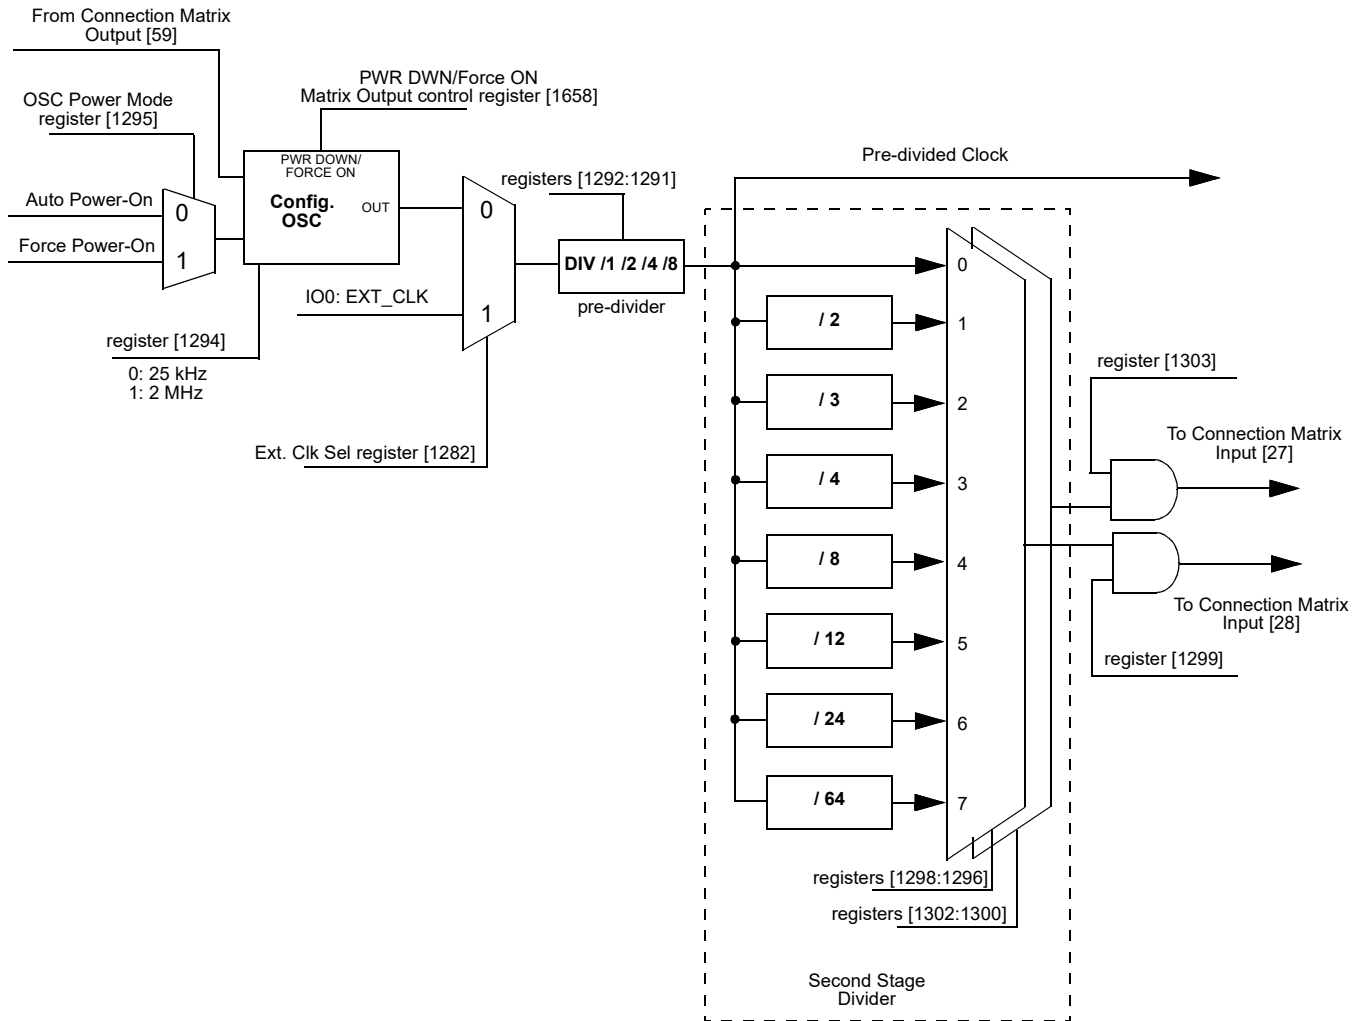 From Connection Matrix
Output [59]
PWR DWN/Force ON
Matrix Output control register [1658]
OSC Power Mode
register [1295]
PWR DOWN/
FORCE ON
Config.
OSC
OUT
Auto Power-On
0
Force Power-On
1
0
IO0: EXT_CLK
1
registers [1292:1291]
DIV /1 /2 /4 /8
pre-divider
register [1294]
0: 25 kHz
1: 2 MHz
Ext. Clk Sel register [1282]
Pre-divided Clock
0
/ 2
1
/ 3
2
/ 4
3
/ 8
4
/ 12
5
/ 24
6
/ 64
7
registers [1298:1296]
registers [1302:1300]
Second Stage
Divider
register [1303]
To Connection Matrix
Input [27]
To Connection Matrix
Input [28]
register [1299]